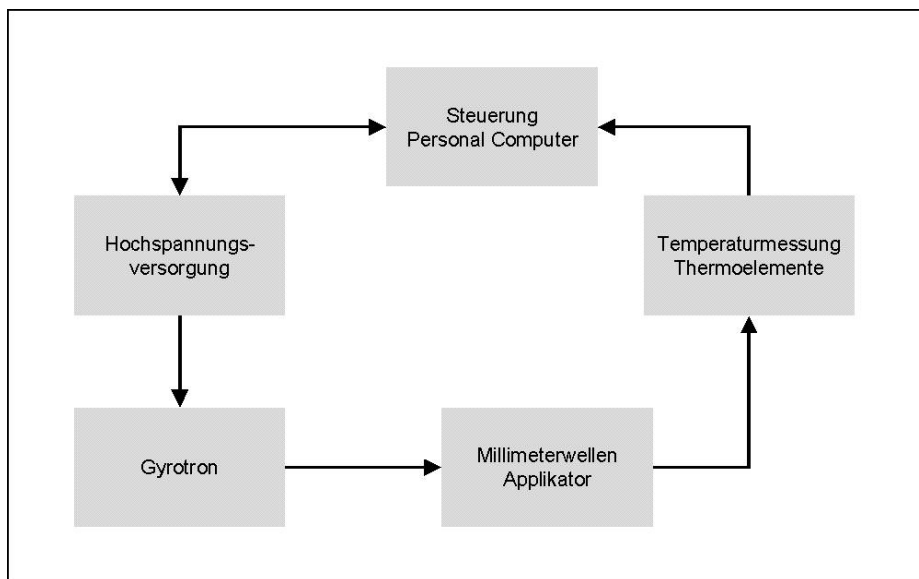 Steuerung
Personal Computer
Hochspannungs-
versorgung
Temperaturmessung
Thermoelemente
Gyrotron
Millimeterwellen
Applikator